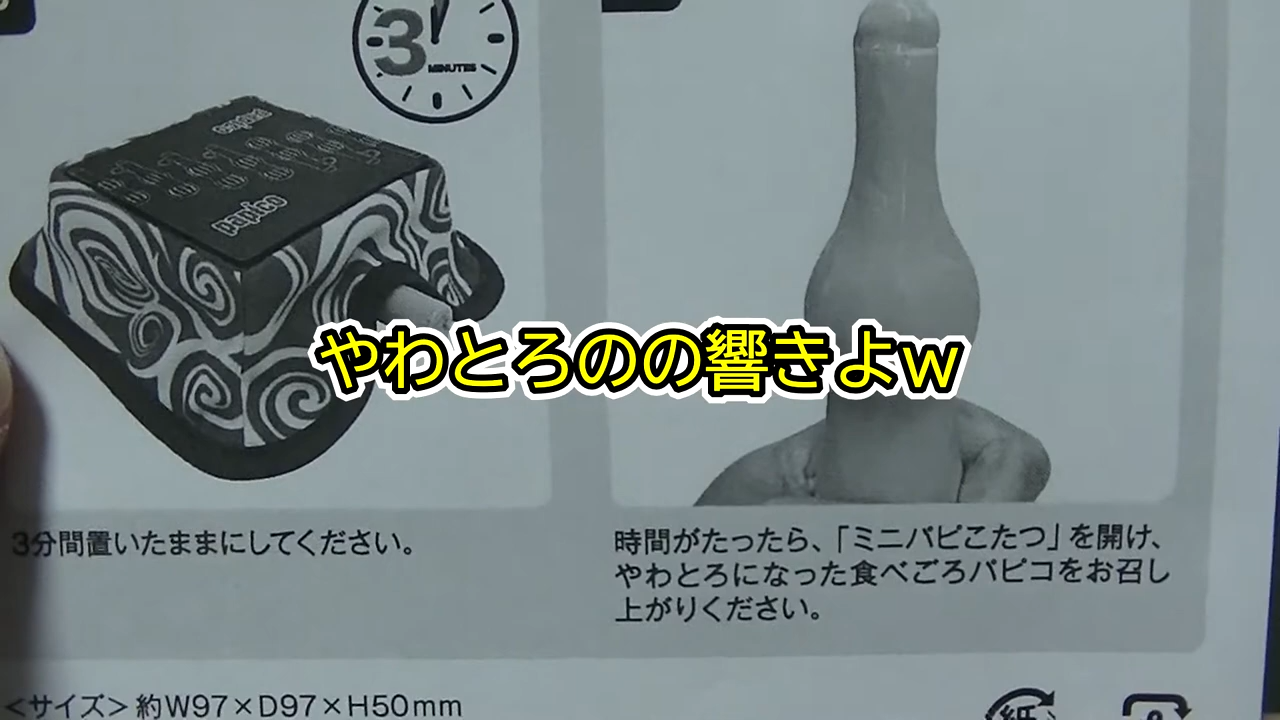 3
MINUTES
papico
papico
やわとろのの響きよw
3分間置いたままにしてください。
時間がたったら、「ミニパピこたつ」を開け、
やわとろになった食べごろパピコをお召し
上がりください。
<サイズ> 約W97×D97×H50mm
紙